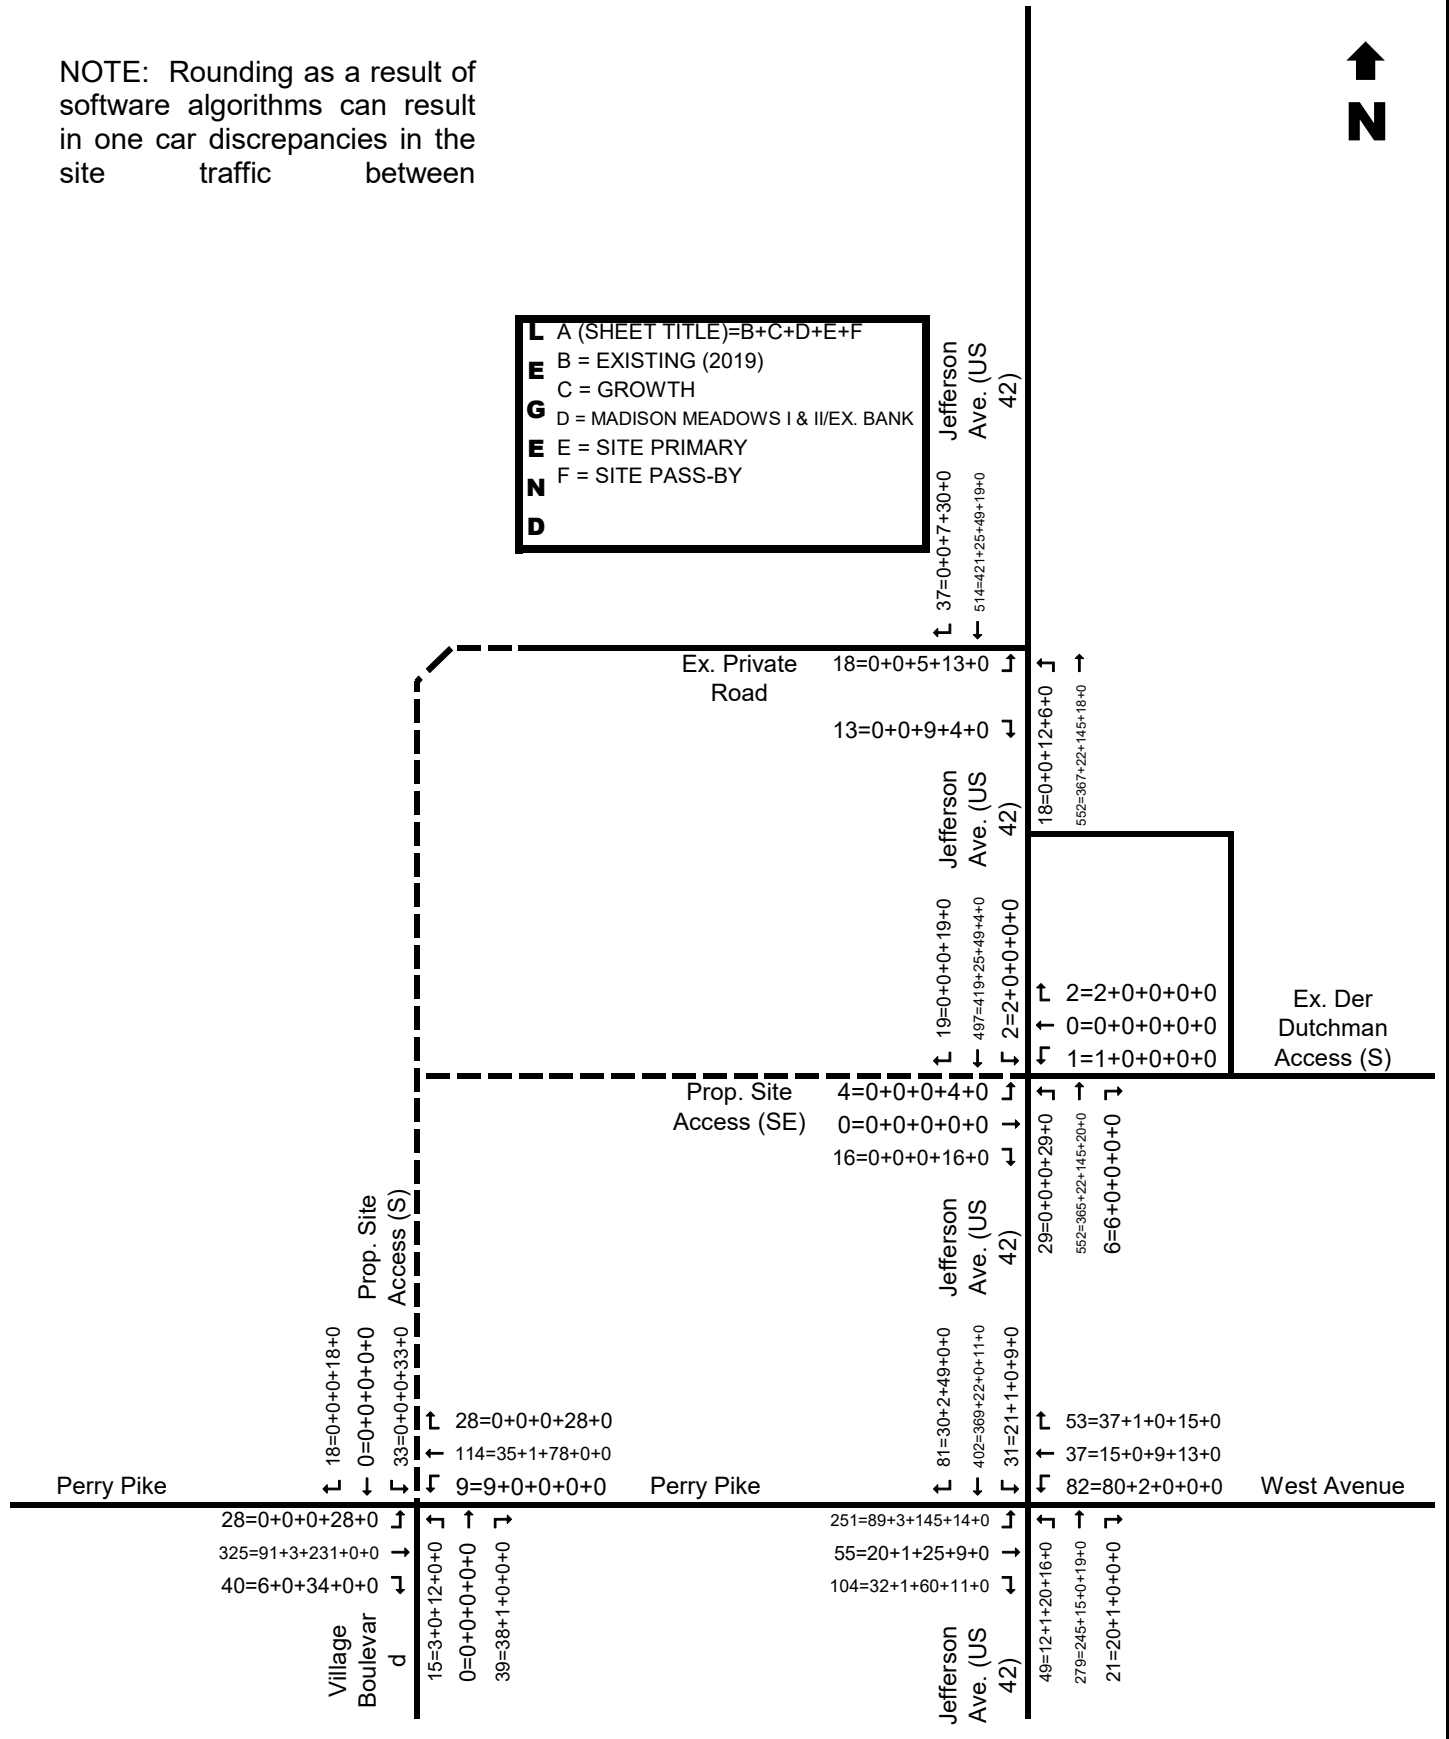 NOTE: Rounding as a result of
software algorithms can result
in one car discrepancies in the
site traffic between
N
L
E
G
E
N
D
A (SHEET TITLE)=B+C+D+E+F
B = EXISTING (2019)
C = GROWTH
D = MADISON MEADOWS I & II/EX. BANK
E = SITE PRIMARY
F = SITE PASS-BY
Jefferson
Ave. (US
42)
37=0+0+7+30+0
514=421+25+49+19+0
Ex. Private
Road
18=0+0+5+13+0
13=0+0+9+4+0
18=0+0+12+6+0
552=367+22+145+18+0
Jefferson
Ave. (US
42)
19=0+0+0+19+0
497=419+25+49+4+0
2=2+0+0+0+0
2=2+0+0+0+0
0=0+0+0+0+0
1=1+0+0+0+0
Ex. Der
Dutchman
Access (S)
Prop. Site
Access (SE)
4=0+0+0+4+0
0=0+0+0+0+0
16=0+0+0+16+0
29=0+0+0+29+0
552=365+22+145+20+0
6=6+0+0+0+0
Prop. Site
Access (S)
Jefferson
Ave. (US
42)
18=0+0+0+18+0
0=0+0+0+0+0
33=0+0+0+33+0
28=0+0+0+28+0
114=35+1+78+0+0
9=9+0+0+0+0
81=30+2+49+0+0
402=369+22+0+11+0
31=21+1+0+9+0
53=37+1+0+15+0
37=15+0+9+13+0
82=80+2+0+0+0
Perry Pike
Perry Pike
West Avenue
28=0+0+0+28+0
325=91+3+231+0+0
40=6+0+34+0+0
15=3+0+12+0+0
0=0+0+0+0+0
39=38+1+0+0+0
251=89+3+145+14+0
55=20+1+25+9+0
104=32+1+60+11+0
49=12+1+20+16+0
279=245+15+0+19+0
21=20+1+0+0+0
Village
Boulevar
d
Jefferson
Ave. (US
42)